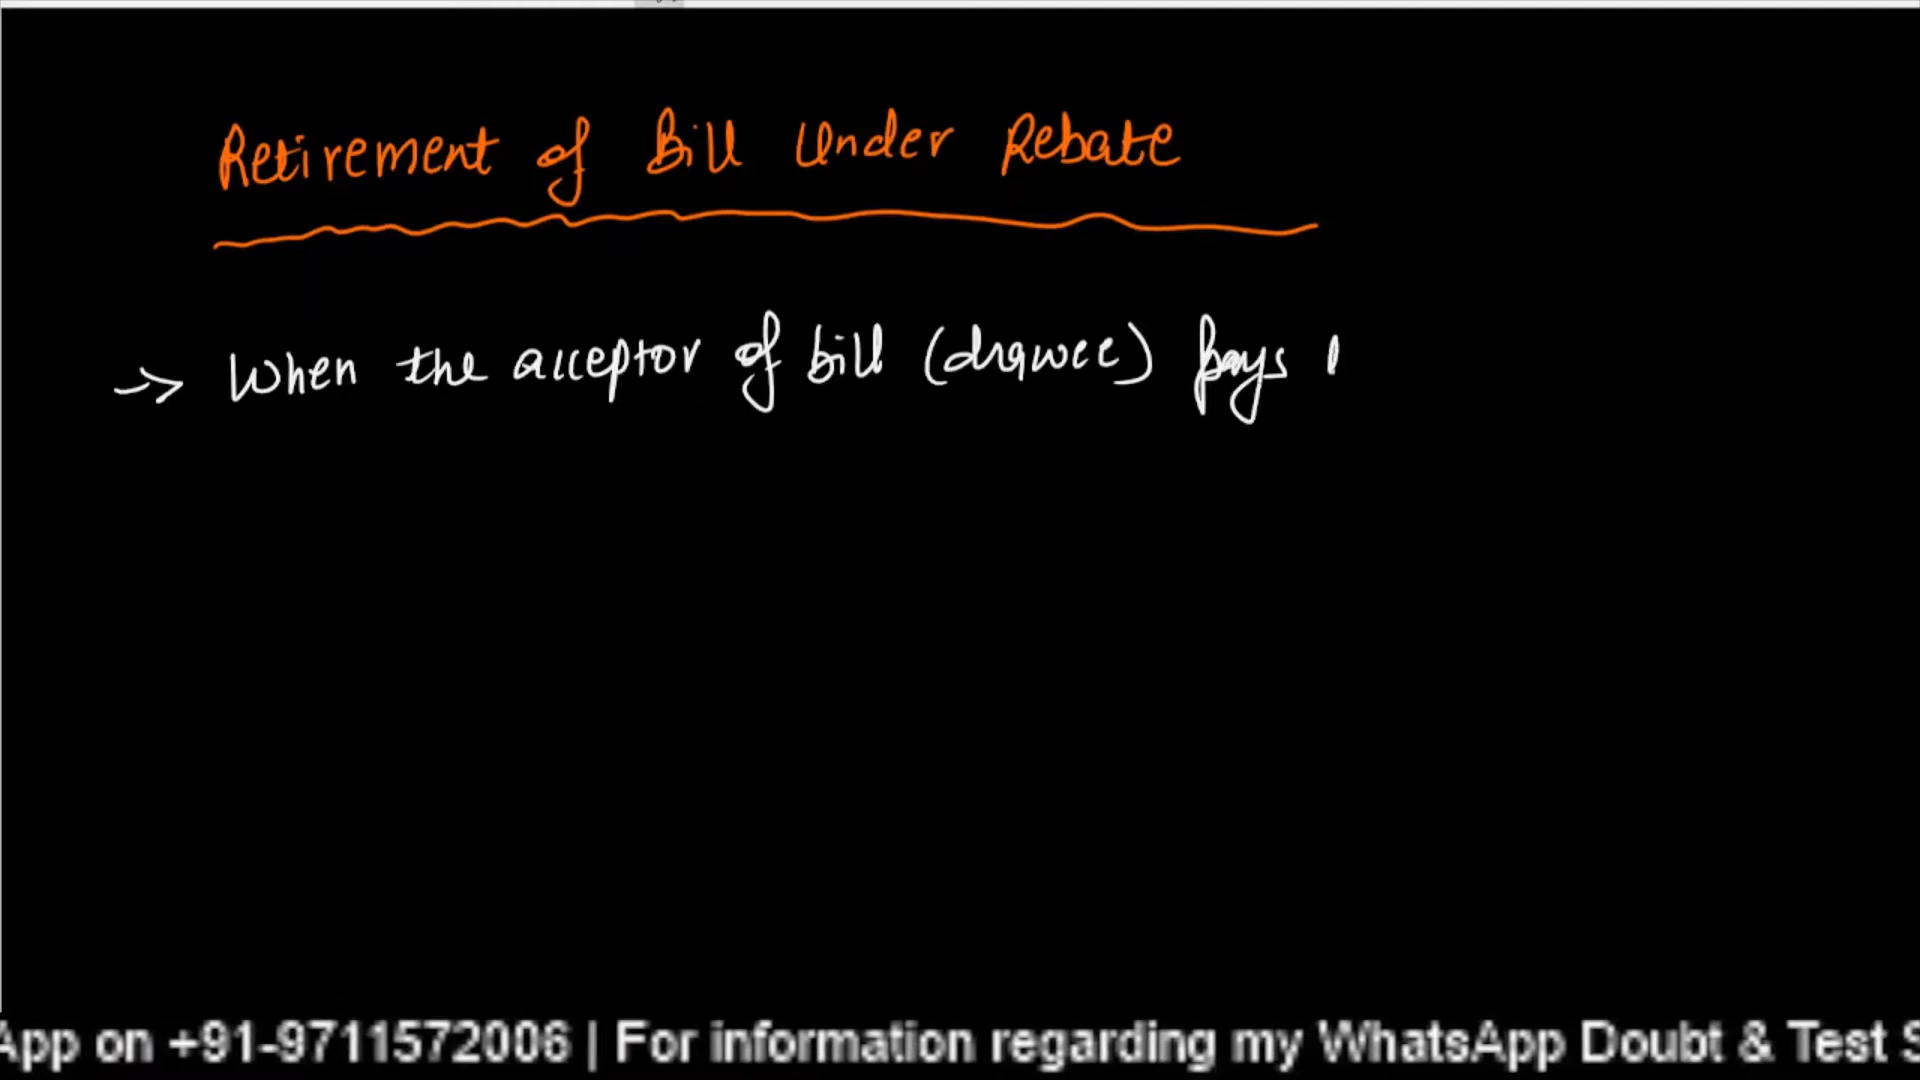 Retirement of Bill Under Rebate
->> When the acceptor of bill (drawee) pays
App on +91-9711572006 | For information regarding my WhatsApp Doubt & Test S